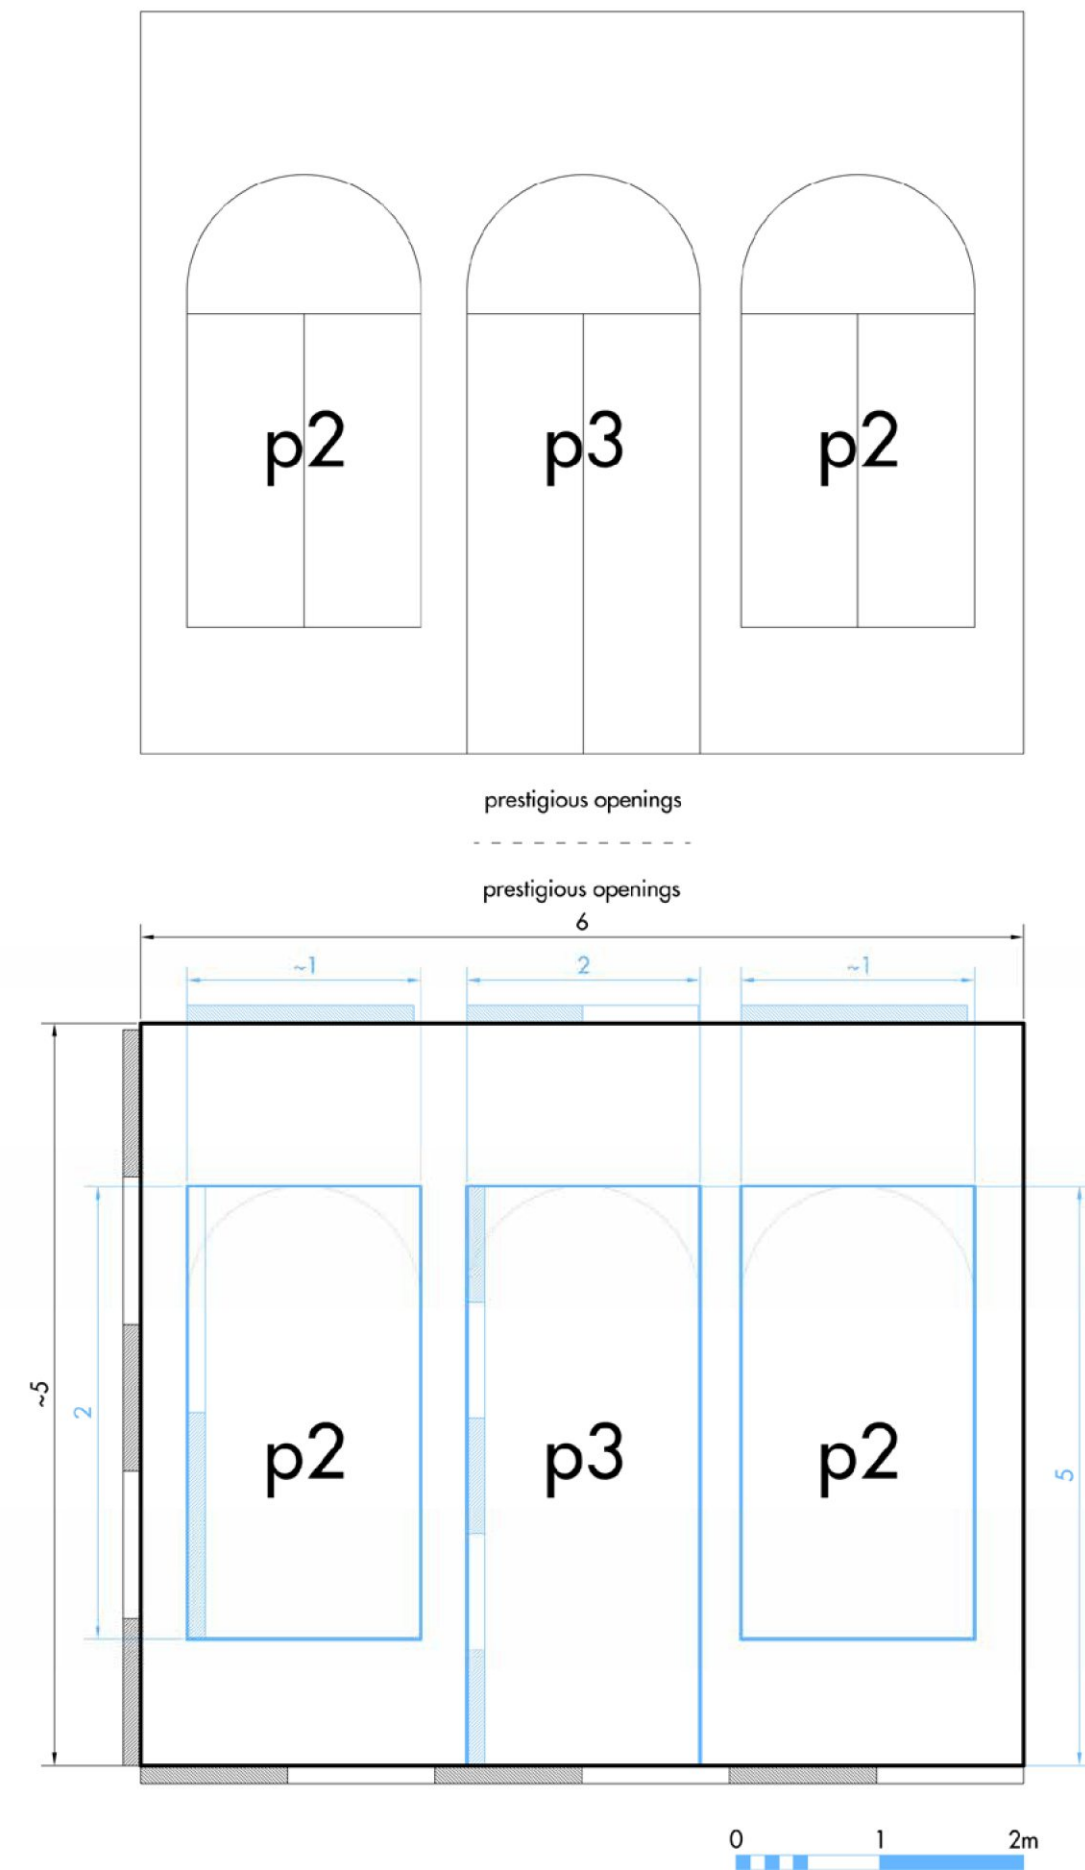 p2 p3 p2
prestigious openings
prestigious openings
6
~1 2 ~1
~5
2
p2 p3 p2
5
0 1 2m